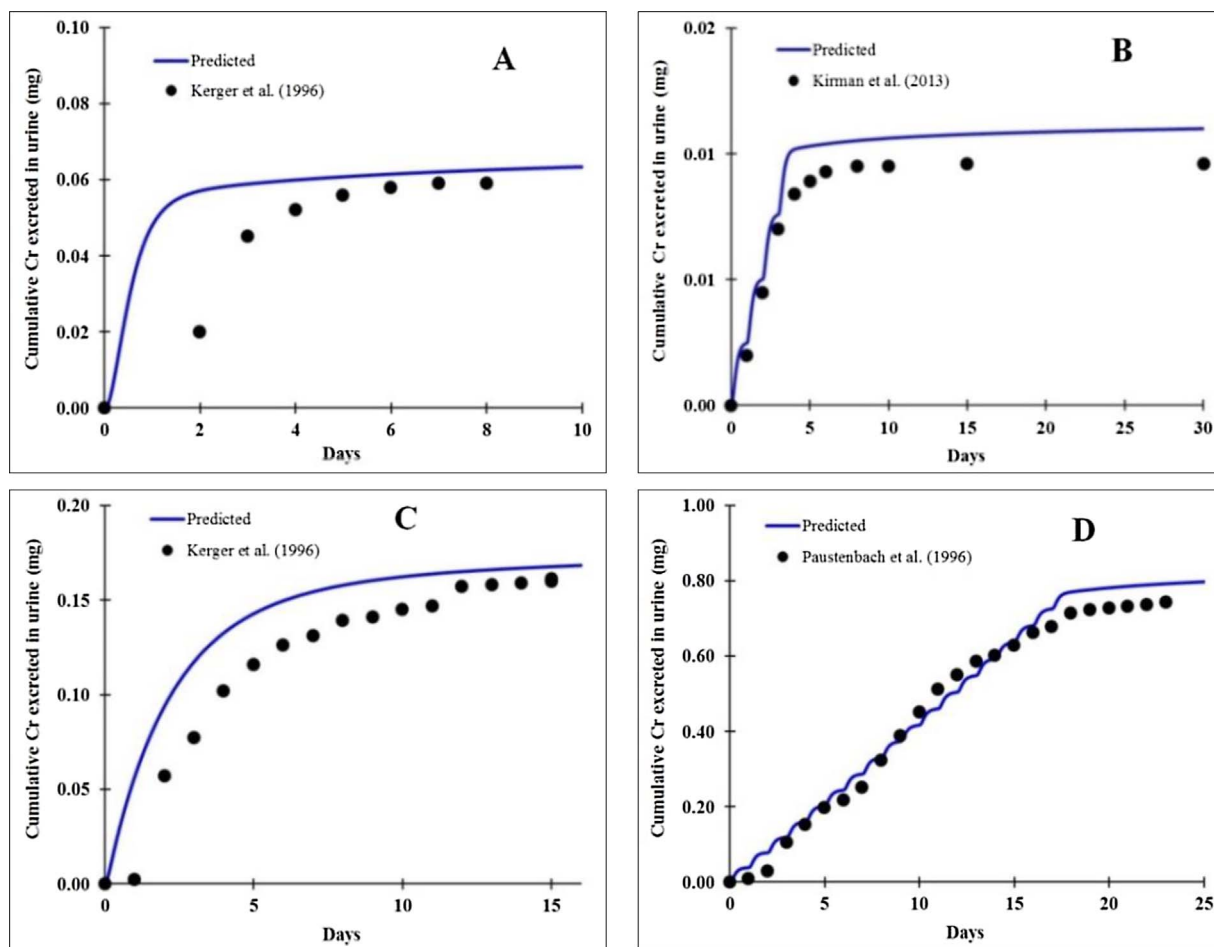 A
Predicted
Kerger et al. (1996)
Cumulative Cr excreted in urine (mg)
0.10
0.08
0.06
0.04
0.02
0.00
0 2 4 6 8 10
Days
B
Predicted
Kirman et al. (2013)
Cumulative Cr excreted in urine (mg)
0.02
0.01
0.01
0.00
0 5 10 15 20 25 30
Days
C
Predicted
Kerger et al. (1996)
Cumulative Cr excreted in urine (mg)
0.20
0.15
0.10
0.05
0.00
0 5 10 15
Days
D
Predicted
Paustenbach et al. (1996)
Cumulative Cr excreted in urine (mg)
1.00
0.80
0.60
0.40
0.20
0.00
0 5 10 15 20 25
Days